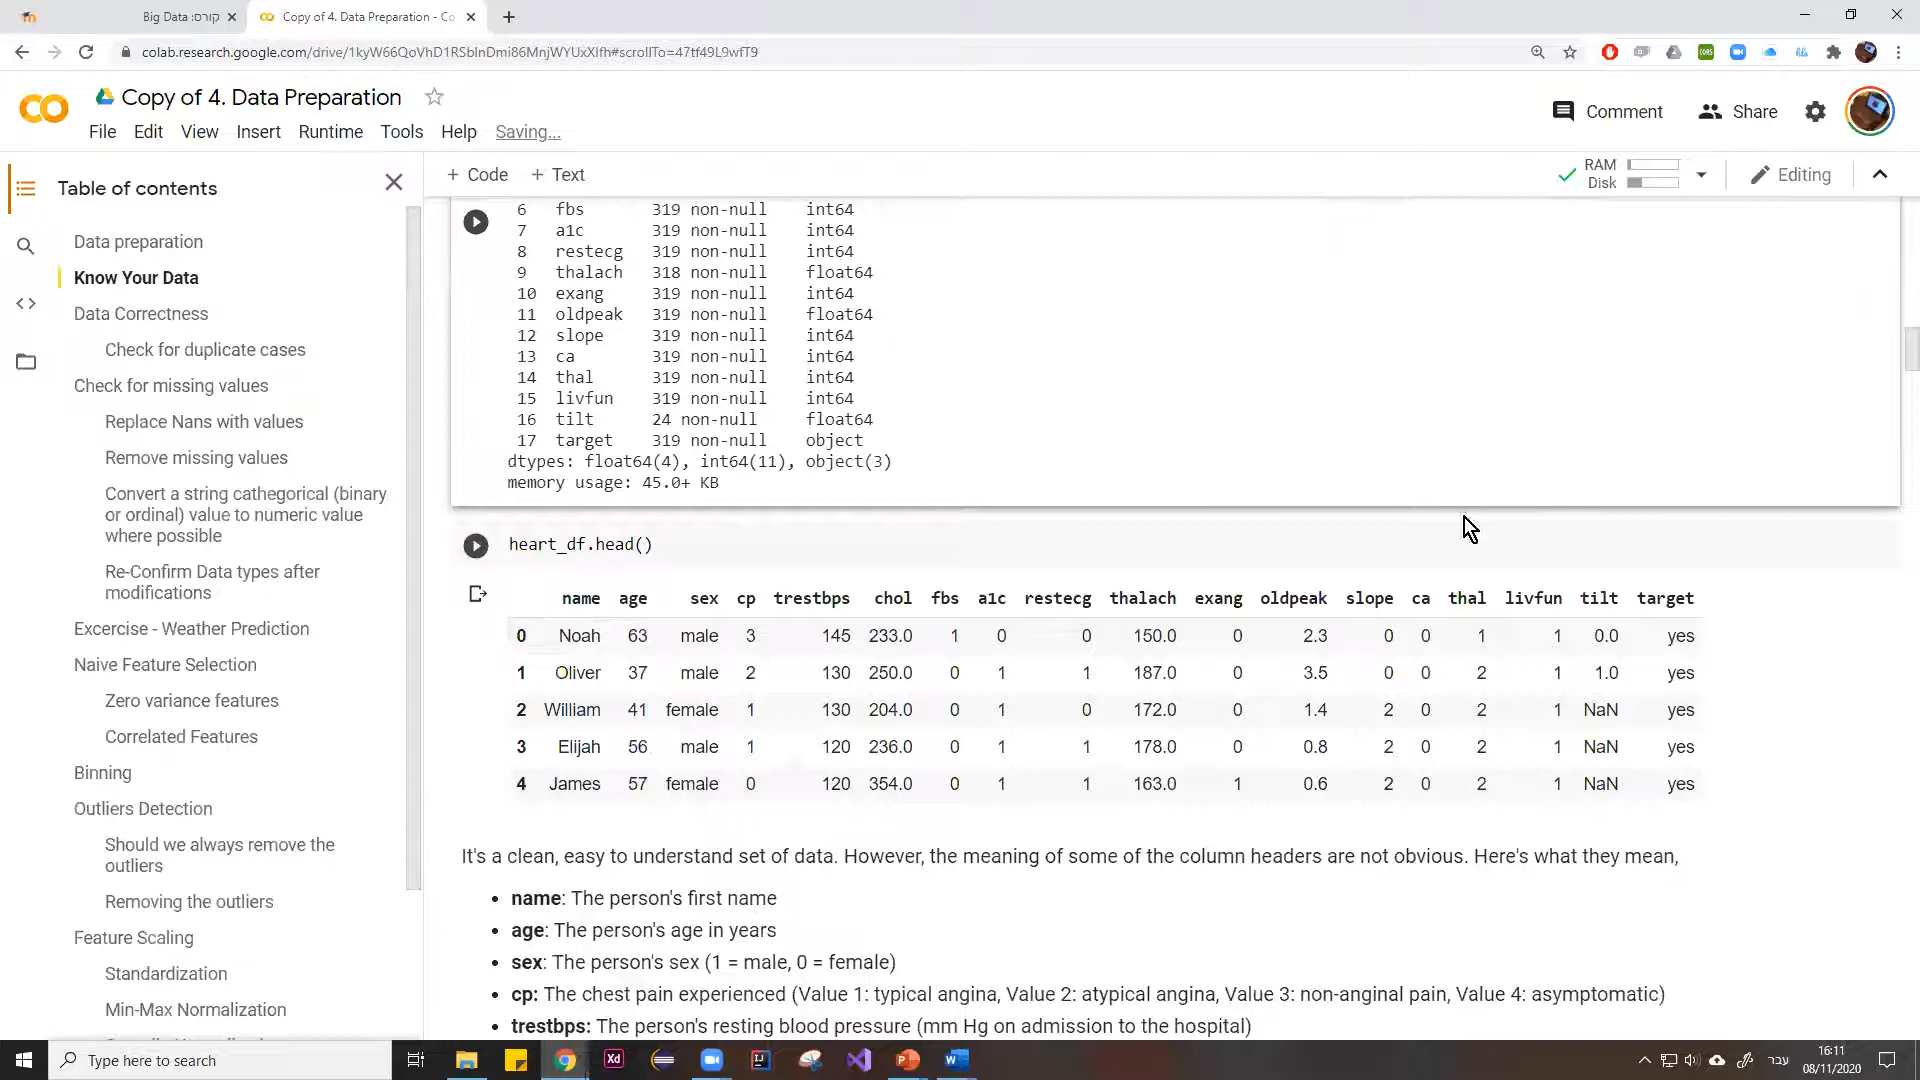 קורס: Big Data
Copy of 4. Data Preparation - Co
colab.research.google.com/drive/1kyW66QoVhD1RSbInDmi86MnjWYUxXIfh#scrollTo=47tf49L9wfT9
Copy of 4. Data Preparation
File Edit View Insert Runtime Tools Help Saving...
Comment
Share
Table of contents
Data preparation
Know Your Data
Data Correctness
Check for duplicate cases
Check for missing values
Replace Nans with values
Remove missing values
Convert a string cathegorical (binary
or ordinal) value to numeric value
where possible
Re-Confirm Data types after
modifications
Excercise - Weather Prediction
Naive Feature Selection
Zero variance features
Correlated Features
Binning
Outliers Detection
Should we always remove the
outliers
Removing the outliers
Feature Scaling
Standardization
Min-Max Normalization
+ Code + Text
RAM
Disk
Editing
6 fbs 319 non-null int64
7 a1c 319 non-null int64
8 restecg 319 non-null int64
9 thalach 318 non-null float64
10 exang 319 non-null int64
11 oldpeak 319 non-null float64
12 slope 319 non-null int64
13 ca 319 non-null int64
14 thal 319 non-null int64
15 livfun 319 non-null int64
16 tilt 24 non-null float64
17 target 319 non-null object
dtypes: float64(4), int64(11), object(3)
memory usage: 45.0+ KB
heart_df.head()
name age sex cp trestbps chol fbs a1c restecg thalach exang oldpeak slope ca thal livfun tilt target
0 Noah 63 male 3 145 233.0 1 0 0 150.0 0 2.3 0 0 1 1 0.0 yes
1 Oliver 37 male 2 130 250.0 0 1 1 187.0 0 3.5 0 0 2 1 1.0 yes
2 William 41 female 1 130 204.0 0 1 0 172.0 0 1.4 2 0 2 1 NaN yes
3 Elijah 56 male 1 120 236.0 0 1 1 178.0 0 0.8 2 0 2 1 NaN yes
4 James 57 female 0 120 354.0 0 1 1 163.0 1 0.6 2 0 2 1 NaN yes
It's a clean, easy to understand set of data. However, the meaning of some of the column headers are not obvious. Here's what they mean,
• name: The person's first name
• age: The person's age in years
• sex: The person's sex (1 = male, 0 = female)
• cp: The chest pain experienced (Value 1: typical angina, Value 2: atypical angina, Value 3: non-anginal pain, Value 4: asymptomatic)
• trestbps: The person's resting blood pressure (mm Hg on admission to the hospital)
Type here to search
Xd
עבר
16:11
08/11/2020